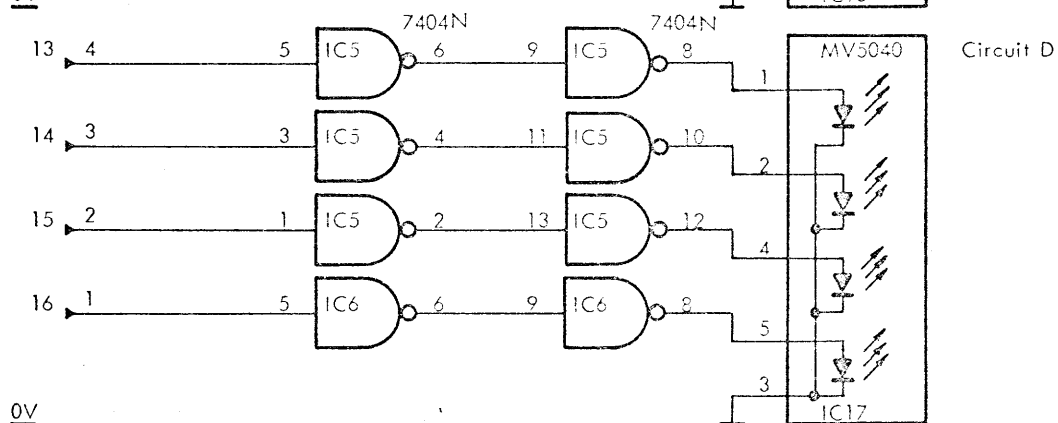 7404N 7404N
13 4 5 IC5 6 9 IC5 8 MV5040 Circuit D
1
14 3 3 IC5 4 11 IC5 10
2
15 2 1 IC5 2 13 IC5 12
4
16 1 5 IC6 6 9 IC6 8
5
3
0V IC17